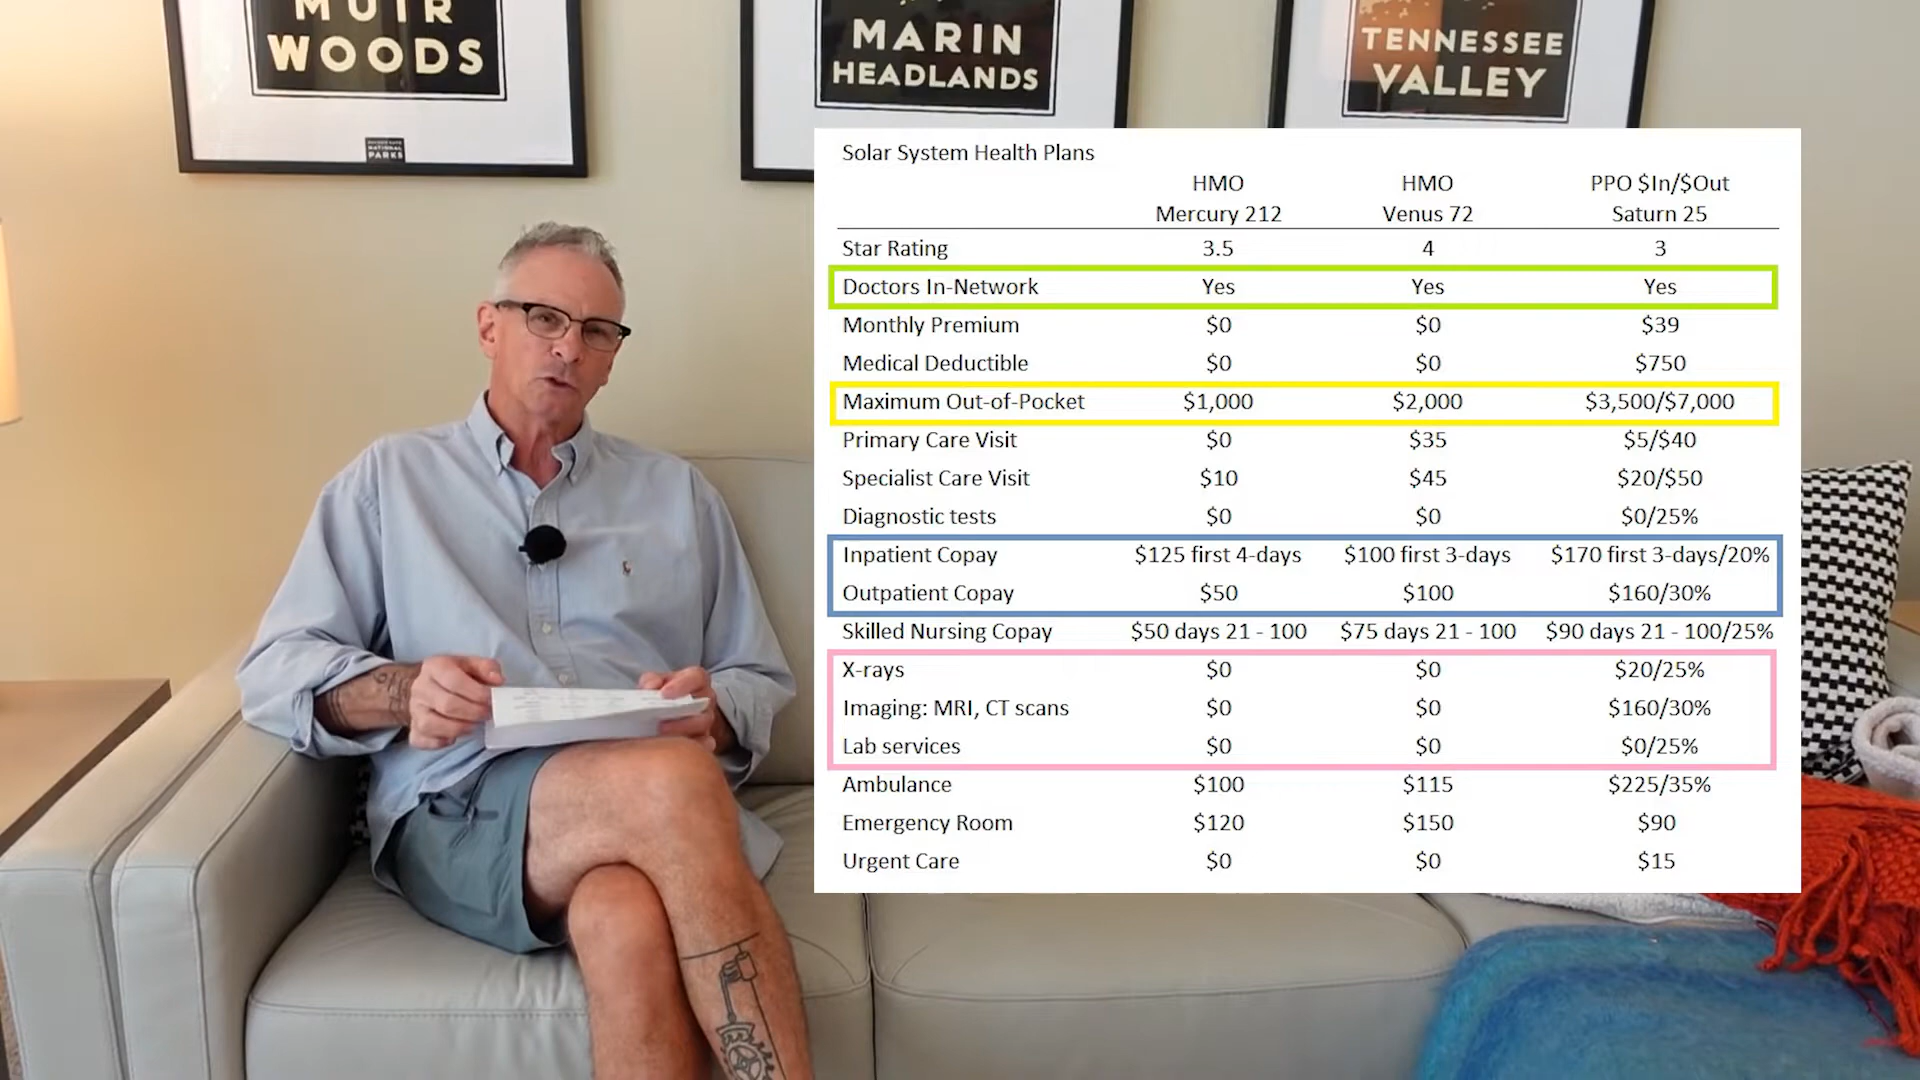 MUIR
WOODS
NATIONAL
PARKS
MARIN
HEADLANDS
TENNESSEE
VALLEY
Solar System Health Plans
HMO HMO PPO $In/$Out
Mercury 212 Venus 72 Saturn 25
Star Rating 3.5 4 3
Doctors In-Network Yes Yes Yes
Monthly Premium $0 $0 $39
Medical Deductible $0 $0 $750
Maximum Out-of-Pocket $1,000 $2,000 $3,500/$7,000
Primary Care Visit $0 $35 $5/$40
Specialist Care Visit $10 $45 $20/$50
Diagnostic tests $0 $0 $0/25%
Inpatient Copay $125 first 4-days $100 first 3-days $170 first 3-days/20%
Outpatient Copay $50 $100 $160/30%
Skilled Nursing Copay $50 days 21 - 100 $75 days 21 - 100 $90 days 21 - 100/25%
X-rays $0 $0 $20/25%
Imaging: MRI, CT scans $0 $0 $160/30%
Lab services $0 $0 $0/25%
Ambulance $100 $115 $225/35%
Emergency Room $120 $150 $90
Urgent Care $0 $0 $15